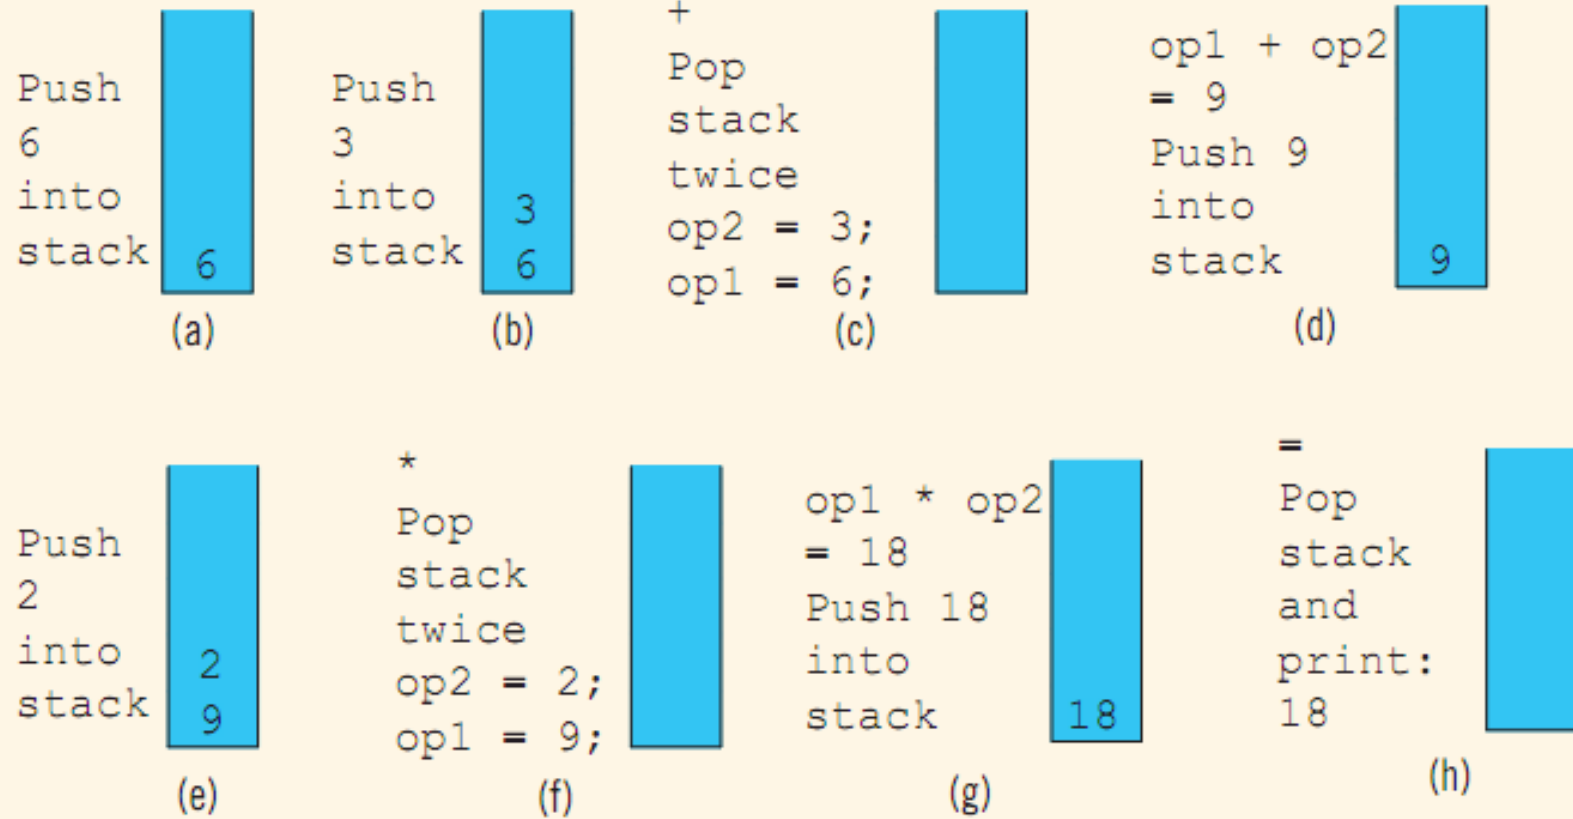 Push
6
into
stack
6
(a)
Push
3
into
stack
3
6
(b)
+
Pop
stack
twice
op2 = 3;
op1 = 6;
(c)
op1 + op2
= 9
Push 9
into
stack
9
(d)
Push
2
into
stack
2
9
(e)
*
Pop
stack
twice
op2 = 2;
op1 = 9;
(f)
op1 * op2
= 18
Push 18
into
stack
18
(g)
=
Pop
stack
and
print:
18
(h)